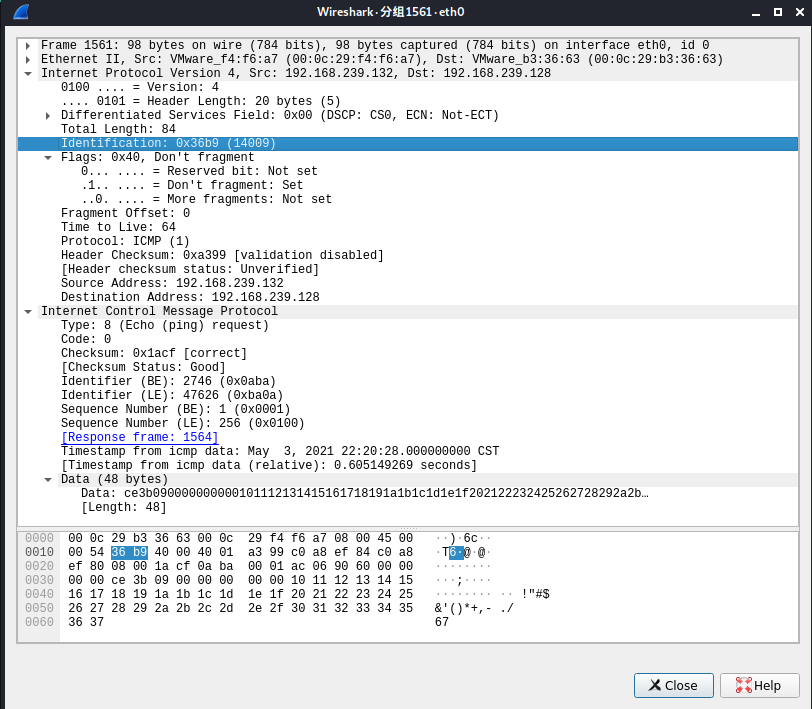 Wireshark·分组1561·eth0
Frame 1561: 98 bytes on wire (784 bits), 98 bytes captured (784 bits) on interface eth0, id 0
Ethernet II, Src: VMware_f4:f6:a7 (00:0c:29:f4:f6:a7), Dst: VMware_b3:36:63 (00:0c:29:b3:36:63)
Internet Protocol Version 4, Src: 192.168.239.132, Dst: 192.168.239.128
0100 .... = Version: 4
.... 0101 = Header Length: 20 bytes (5)
Differentiated Services Field: 0x00 (DSCP: CS0, ECN: Not-ECT)
Total Length: 84
Identification: 0x36b9 (14009)
Flags: 0x40, Don't fragment
0... .... = Reserved bit: Not set
.1.. .... = Don't fragment: Set
..0. .... = More fragments: Not set
Fragment Offset: 0
Time to Live: 64
Protocol: ICMP (1)
Header Checksum: 0xa399 [validation disabled]
[Header checksum status: Unverified]
Source Address: 192.168.239.132
Destination Address: 192.168.239.128
Internet Control Message Protocol
Type: 8 (Echo (ping) request)
Code: 0
Checksum: 0x1acf [correct]
[Checksum Status: Good]
Identifier (BE): 2746 (0x0aba)
Identifier (LE): 47626 (0xba0a)
Sequence Number (BE): 1 (0x0001)
Sequence Number (LE): 256 (0x0100)
[Response frame: 1564]
Timestamp from icmp data: May  3, 2021 22:20:28.000000000 CST
[Timestamp from icmp data (relative): 0.605149269 seconds]
Data (48 bytes)
Data: ce3b090000000000101112131415161718191a1b1c1d1e1f202122232425262728292a2b…
[Length: 48]
0000 00 0c 29 b3 36 63 00 0c 29 f4 f6 a7 08 00 45 00 ··)·6c··
0010 00 54 36 b9 40 00 40 01 a3 99 c0 a8 ef 84 c0 a8 ·T6·@·@·
0020 ef 80 08 00 1a cf 0a ba 00 01 ac 06 90 60 00 00 ········
0030 00 00 ce 3b 09 00 00 00 00 00 10 11 12 13 14 15 ···;····
0040 16 17 18 19 1a 1b 1c 1d 1e 1f 20 21 22 23 24 25 ········ ·· !"#$
0050 26 27 28 29 2a 2b 2c 2d 2e 2f 30 31 32 33 34 35 &'()*+,- ./
0060 36 37 67
Close
Help